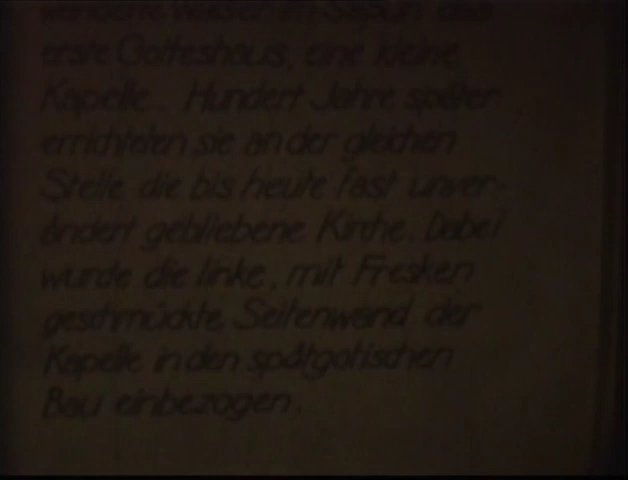 erste Gotteshaus, eine kleine
Kapelle. Hundert Jahre später
errichteten sie an der gleichen
Stelle die bis heute fast unver-
ändert gebliebene Kirche. Dabei
wurde die linke, mit Fresken
geschmückte Seitenwand der
Kapelle in den spätgotischen
Bau einbezogen.